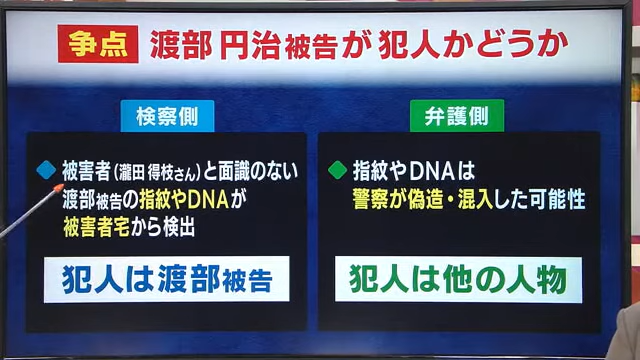 争点 渡部 円治被告が 犯人かどうか
検察側
被害者(瀧田 得枝さん)と面識のない
渡部被告の指紋やDNAが
被害者宅から検出
犯人は渡部被告
弁護側
指紋やDNAは
警察が偽造・混入した可能性
犯人は他の人物